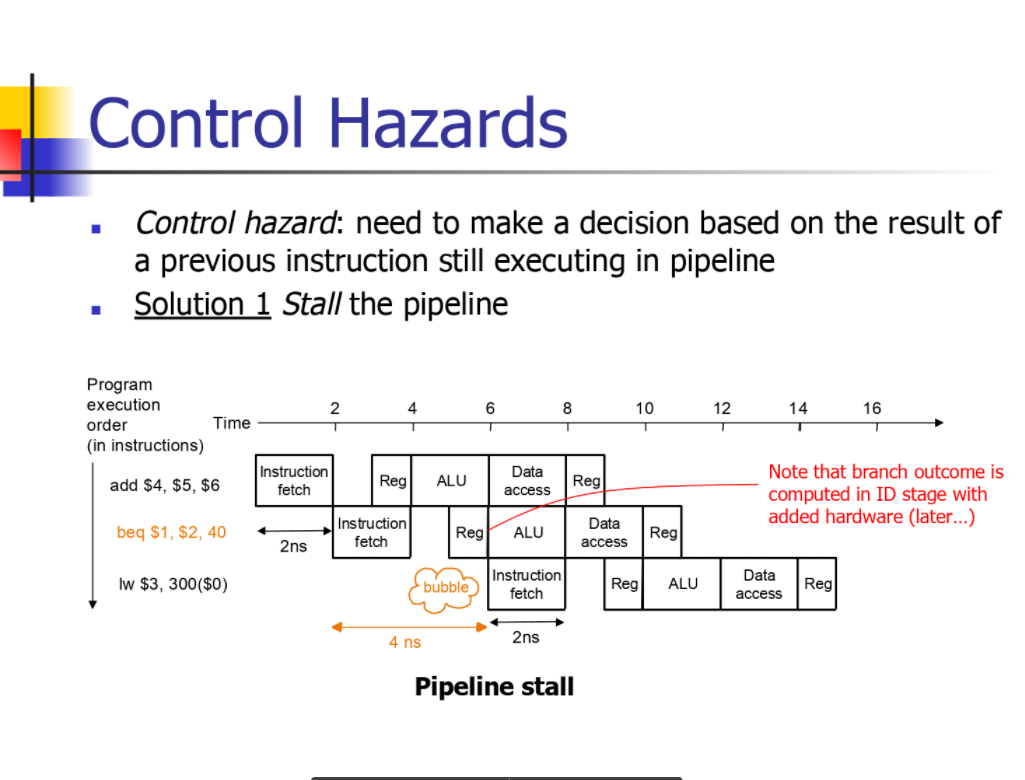 Control Hazards
Control hazard: need to make a decision based on the result of
a previous instruction still executing in pipeline
Solution 1 Stall the pipeline
Program
execution
order
(in instructions)
Time
2 4 6 8 10 12 14 16
add $4, $5, $6
Instruction
fetch
Reg
ALU
Data
access
Reg
Note that branch outcome is
computed in ID stage with
added hardware (later...)
beq $1, $2, 40
2ns
Instruction
fetch
Reg
ALU
Data
access
Reg
lw $3, 300($0)
bubble
Instruction
fetch
Reg
ALU
Data
access
Reg
4 ns
2ns
Pipeline stall